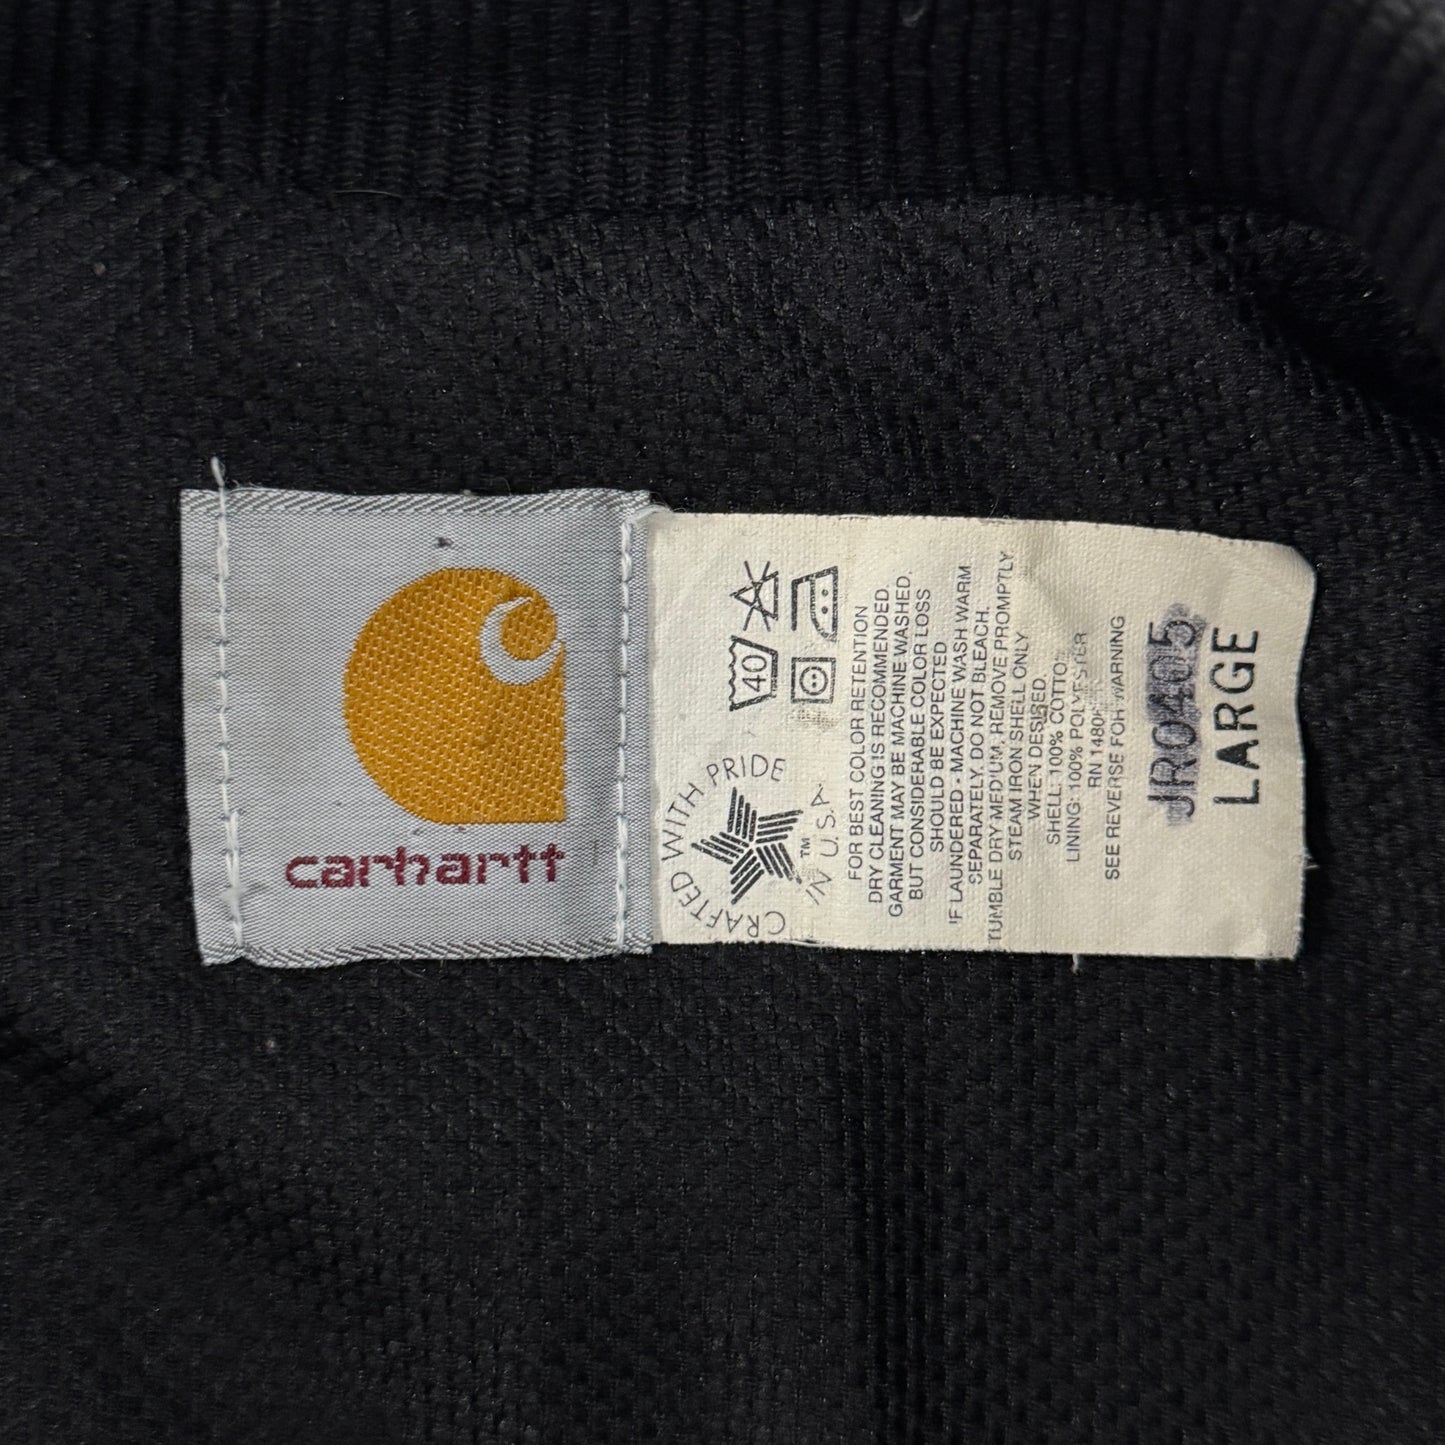 carhartt
40
CRAFTED WITH PRIDE
IN U.S.A.
TM
FOR BEST COLOR RETENTION
DRY CLEANING IS RECOMMENDED.
GARMENT MAY BE MACHINE WASHED.
BUT CONSIDERABLE COLOR LOSS
SHOULD BE EXPECTED
IF LAUNDERED - MACHINE WASH WARM
SEPARATELY. DO NOT BLEACH.
TUMBLE DRY MEDIUM, REMOVE PROMPTLY
STEAM IRON SHELL ONLY
WHEN DESIRED.
SHELL: 100% COTTON
LINING: 100% POLYESTER
RN 14806
SEE REVERSE FOR WARNING
JR0405
LARGE